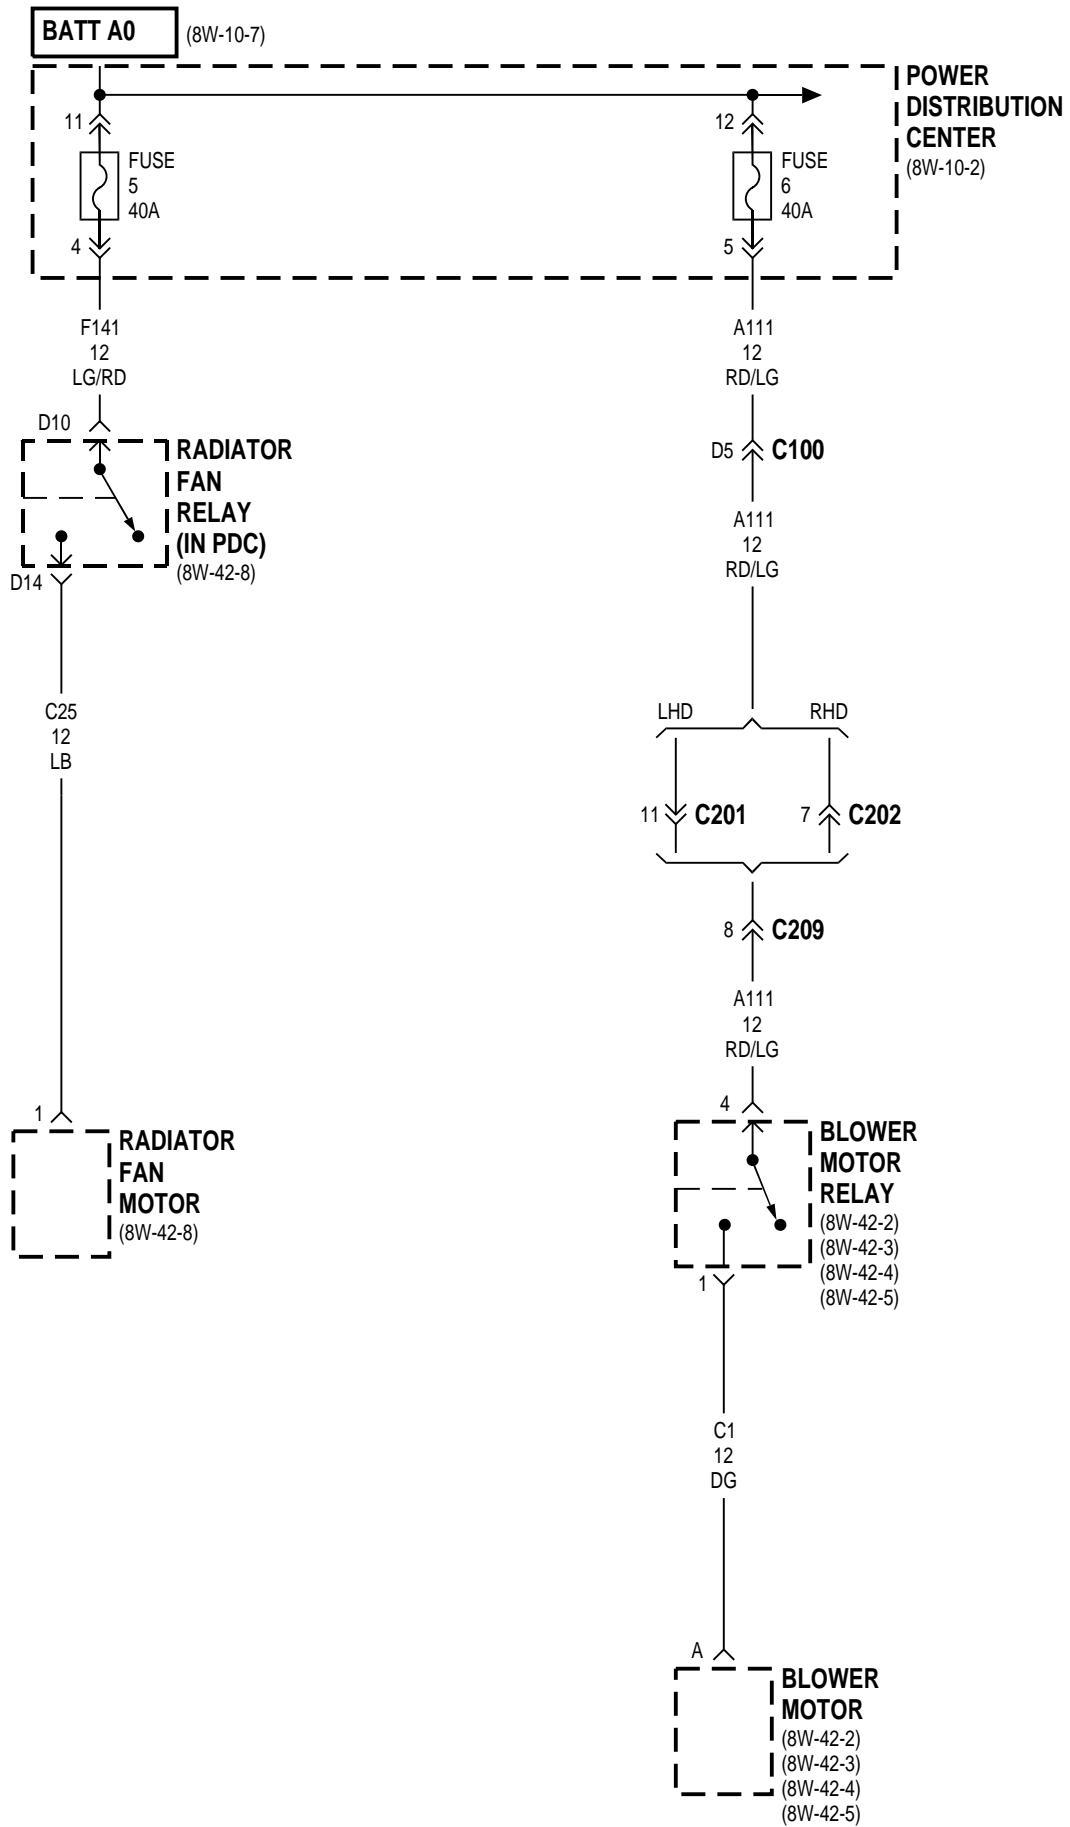 BATT A0 (8W-10-7)
POWER
DISTRIBUTION
CENTER
(8W-10-2)
11
FUSE
5
40A
4
12
FUSE
6
40A
5
F141
12
LG/RD
D10
RADIATOR
FAN
RELAY
(IN PDC)
(8W-42-8)
D14
C25
12
LB
1
RADIATOR
FAN
MOTOR
(8W-42-8)
A111
12
RD/LG
D5 C100
A111
12
RD/LG
LHD RHD
11 C201 7 C202
8 C209
A111
12
RD/LG
4
BLOWER
MOTOR
RELAY
(8W-42-2)
(8W-42-3)
(8W-42-4)
(8W-42-5)
1
C1
12
DG
A
BLOWER
MOTOR
(8W-42-2)
(8W-42-3)
(8W-42-4)
(8W-42-5)